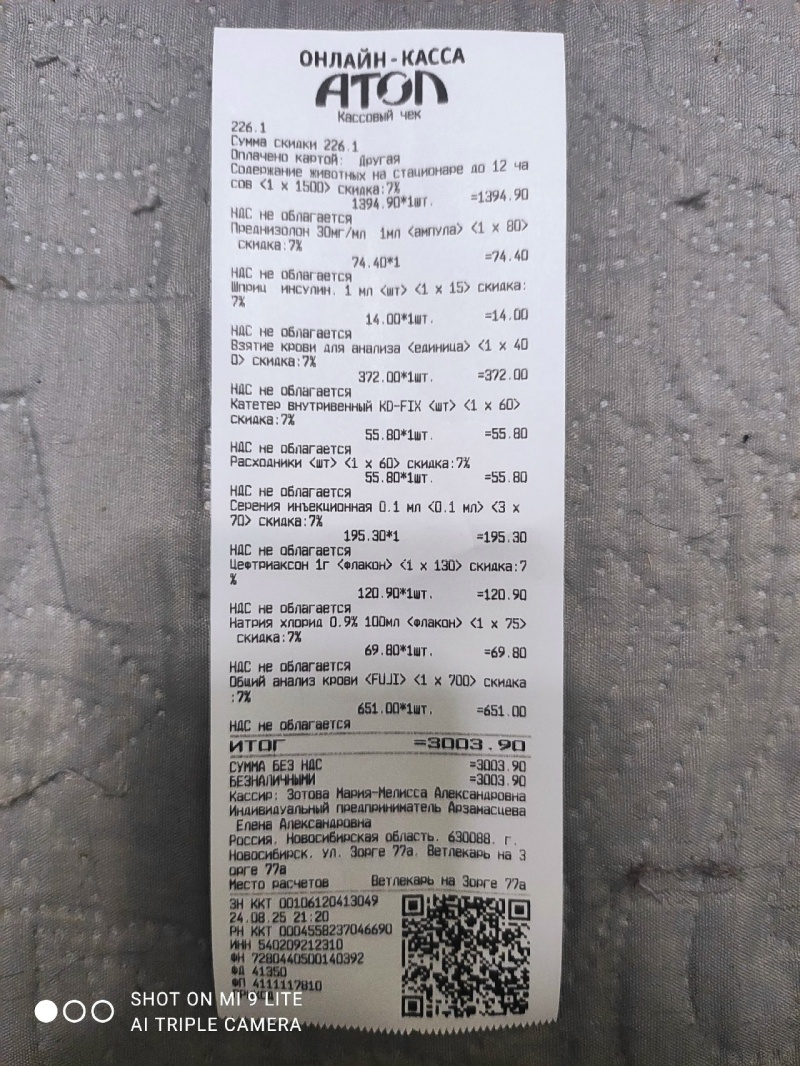 ОНЛАЙН-КАССА
АТОЛ
Кассовый чек
226.1
Сумма скидки 226.1
Оплачено картой: Другая
Содержание животных на стационаре до 12 ча
сов <1 x 1500> скидка:7%
1394.90*1шт. =1394.90
НДС не облагается
Преднизолон 30мг/мл 1мл <ампула> <1 x 80>
скидка:7%
74.40*1 =74.40
НДС не облагается
Шприц инсулин. 1 мл <шт> <1 x 15> скидка:
7%
14.00*1шт. =14.00
НДС не облагается
Взятие крови для анализа <единица> <1 x 40
0> скидка:7%
372.00*1шт. =372.00
НДС не облагается
Катетер внутривенный KD-FIX <шт> <1 x 60>
скидка:7%
55.80*1шт. =55.80
НДС не облагается
Расходники <шт> <1 x 60> скидка:7%
55.80*1шт. =55.80
НДС не облагается
Серения инъекционная 0.1 мл <0.1 мл> <3 x
70> скидка:7%
195.30*1 =195.30
НДС не облагается
Цефтриаксон 1г <флакон> <1 x 130> скидка:7
%
120.90*1шт. =120.90
НДС не облагается
Натрия хлорид 0.9% 100мл <флакон> <1 x 75>
скидка:7%
69.80*1шт. =69.80
НДС не облагается
Общий анализ крови <FUJI> <1 x 700> скидка
:7%
651.00*1шт. =651.00
НДС не облагается
ИТОГ =3003.90
СУММА БЕЗ НДС =3003.90
БЕЗНАЛИЧНЫМИ =3003.90
Кассир: Зотова Мария-Мелисса Александровна
Индивидуальный предприниматель Арзамасцева
Елена Александровна
Россия, Новосибирская область, 630088, г.
Новосибирск, ул. Зорге 77а, Ветлекарь на З
орге 77а
Место расчетов Ветлекарь на Зорге 77а
ЗН ККТ 00106120413049
24.08.25 21:20
РН ККТ 0004558237046690
ИНН 540209212310
ФН 7280440500140392
ФД 41350
ФП 4111117810
SHOT ON MI 9 LITE
AI TRIPLE CAMERA